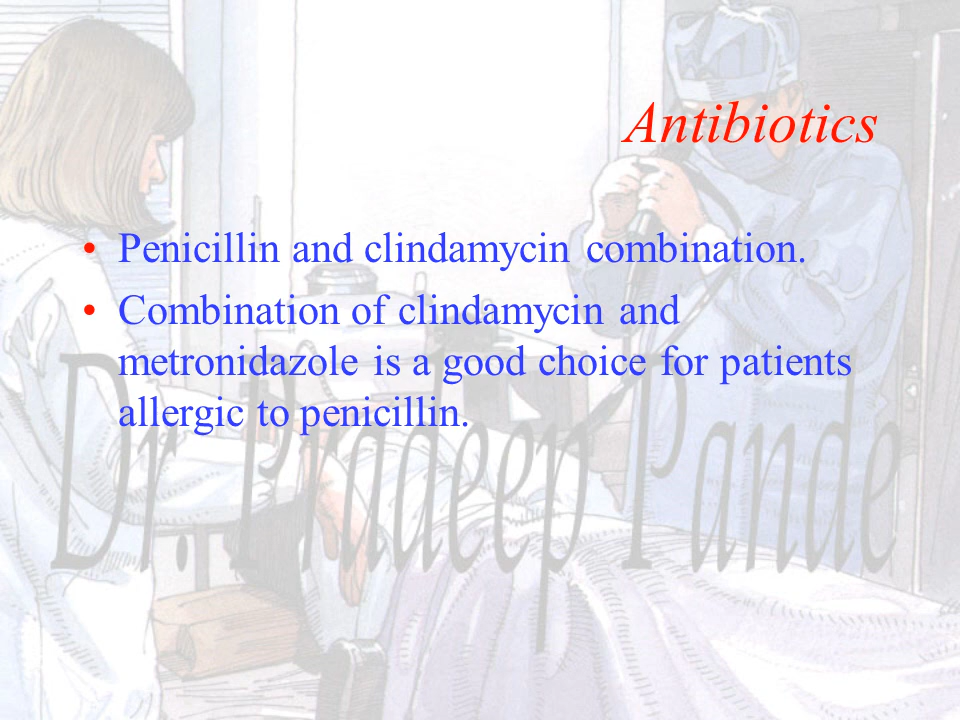 Antibiotics
• Penicillin and clindamycin combination.
• Combination of clindamycin and
metronidazole is a good choice for patients
allergic to penicillin.
Dr. Pradeep Pande